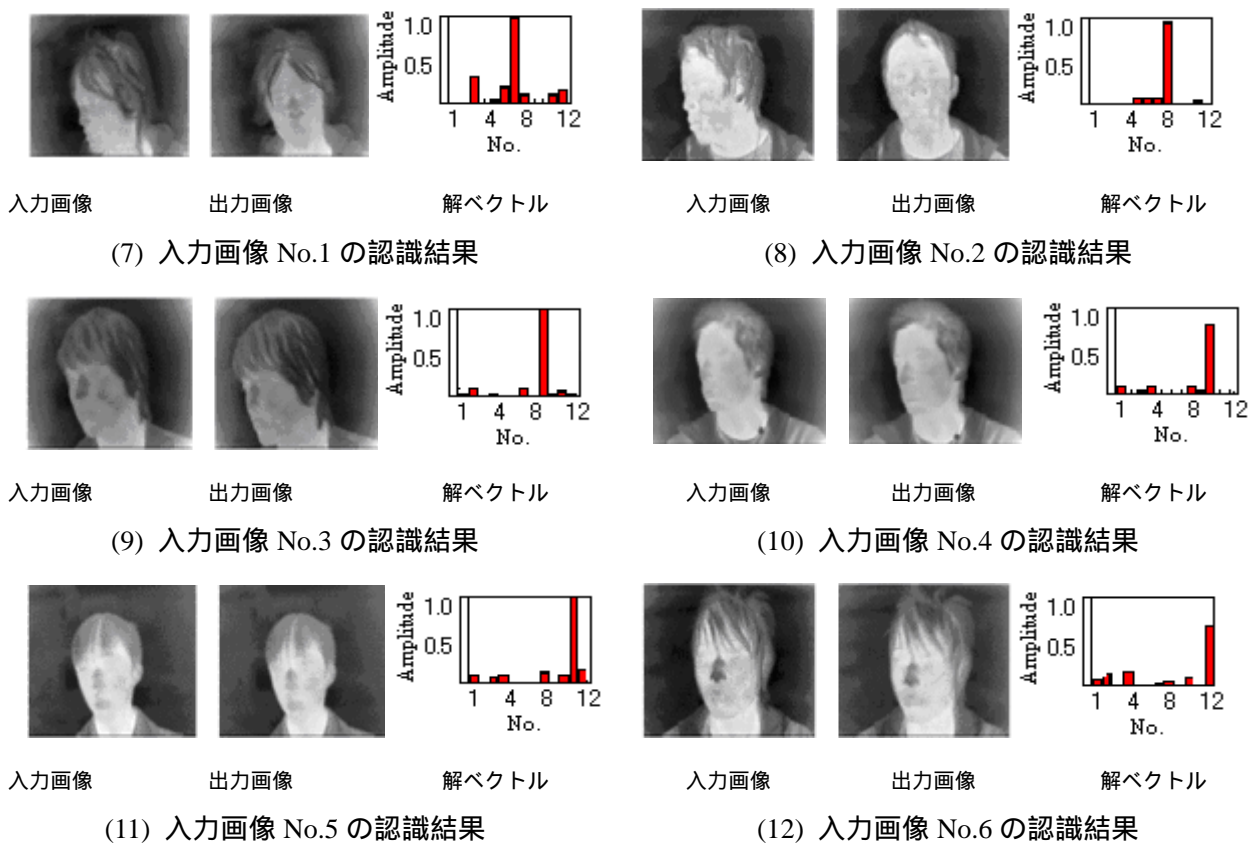 Amplitude
1.0
0.5
1 4 8 12
No.
Amplitude
1.0
0.5
1 4 8 12
No.
入力画像 出力画像 解ベクトル
入力画像 出力画像 解ベクトル
(7) 入力画像 No.1 の認識結果
(8) 入力画像 No.2 の認識結果
Amplitude
1.0
0.5
1 4 8 12
No.
Amplitude
1.0
0.5
1 4 8 12
No.
入力画像 出力画像 解ベクトル
入力画像 出力画像 解ベクトル
(9) 入力画像 No.3 の認識結果
(10) 入力画像 No.4 の認識結果
Amplitude
1.0
0.5
1 4 8 12
No.
Amplitude
1.0
0.5
1 4 8 12
No.
入力画像 出力画像 解ベクトル
入力画像 出力画像 解ベクトル
(11) 入力画像 No.5 の認識結果
(12) 入力画像 No.6 の認識結果